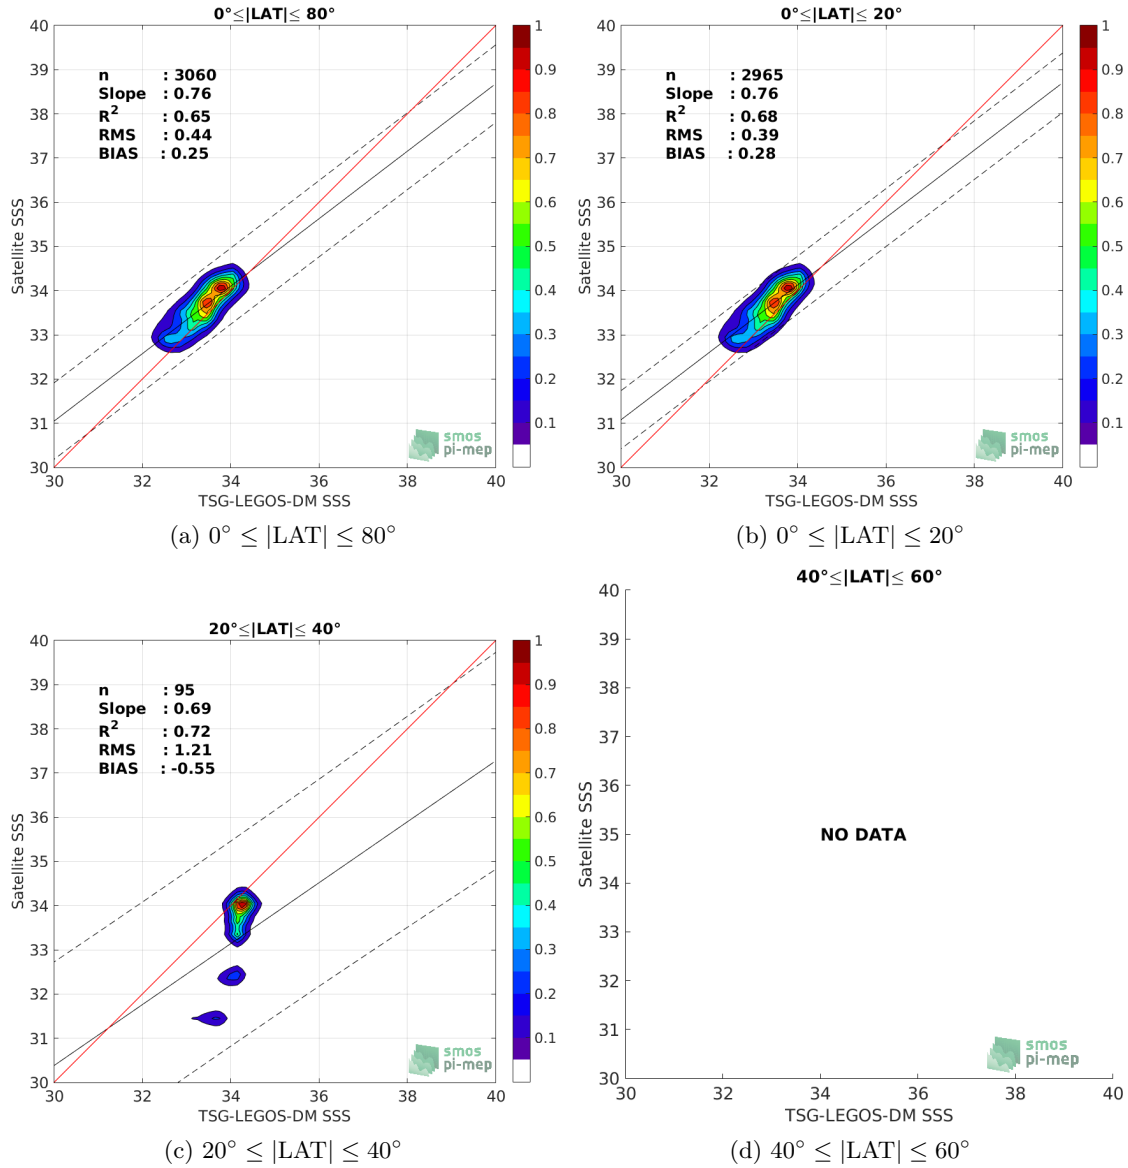 0°≤|LAT|≤ 80°
n : 3060
Slope : 0.76
R² : 0.65
RMS : 0.44
BIAS : 0.25
40
39
38
37
36
35
34
33
32
31
30
Satellite SSS
30 32 34 36 38 40
TSG-LEGOS-DM SSS
1
0.9
0.8
0.7
0.6
0.5
0.4
0.3
0.2
0.1
smos
pi-mep
(a) 0° ≤ |LAT| ≤ 80°
0°≤|LAT|≤ 20°
n : 2965
Slope : 0.76
R² : 0.68
RMS : 0.39
BIAS : 0.28
40
39
38
37
36
35
34
33
32
31
30
Satellite SSS
30 32 34 36 38 40
TSG-LEGOS-DM SSS
1
0.9
0.8
0.7
0.6
0.5
0.4
0.3
0.2
0.1
smos
pi-mep
(b) 0° ≤ |LAT| ≤ 20°
20°≤|LAT|≤ 40°
n : 95
Slope : 0.69
R² : 0.72
RMS : 1.21
BIAS : -0.55
40
39
38
37
36
35
34
33
32
31
30
Satellite SSS
30 32 34 36 38 40
TSG-LEGOS-DM SSS
1
0.9
0.8
0.7
0.6
0.5
0.4
0.3
0.2
0.1
smos
pi-mep
(c) 20° ≤ |LAT| ≤ 40°
40°≤|LAT|≤ 60°
40
39
38
37
36
35
34
33
32
31
30
Satellite SSS
NO DATA
30 32 34 36 38 40
TSG-LEGOS-DM SSS
smos
pi-mep
(d) 40° ≤ |LAT| ≤ 60°